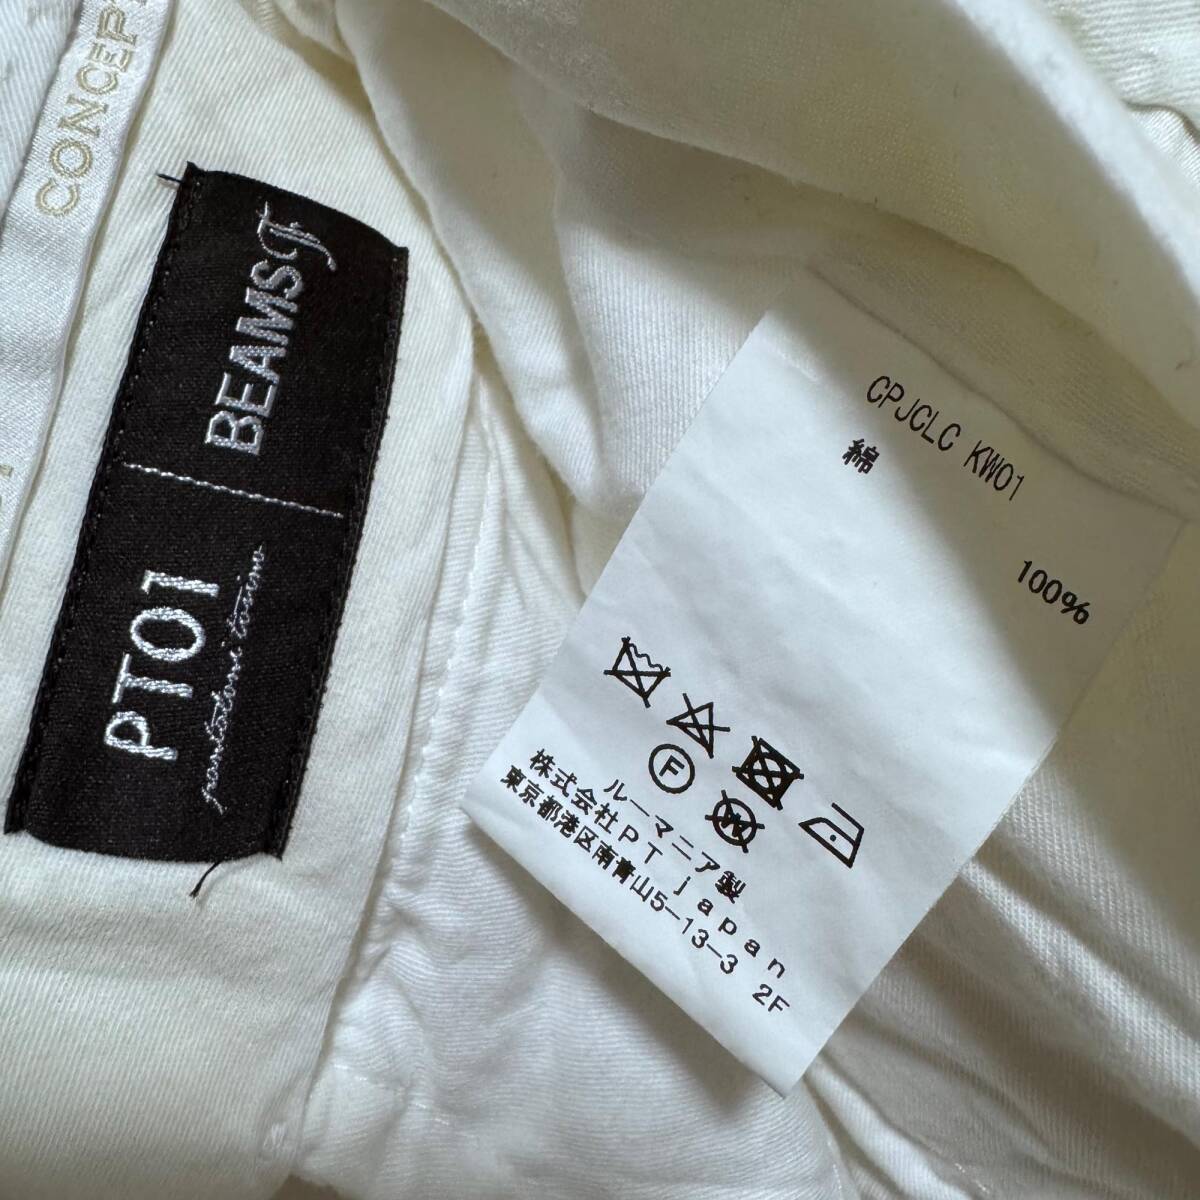 CONCEP
BEAMS F
PT01
pantaloni torino
CPJCLC KW01
綿
100%
F
W
ルーマニア製
株式会社PT japan
東京都港区南青山5-13-3 2F